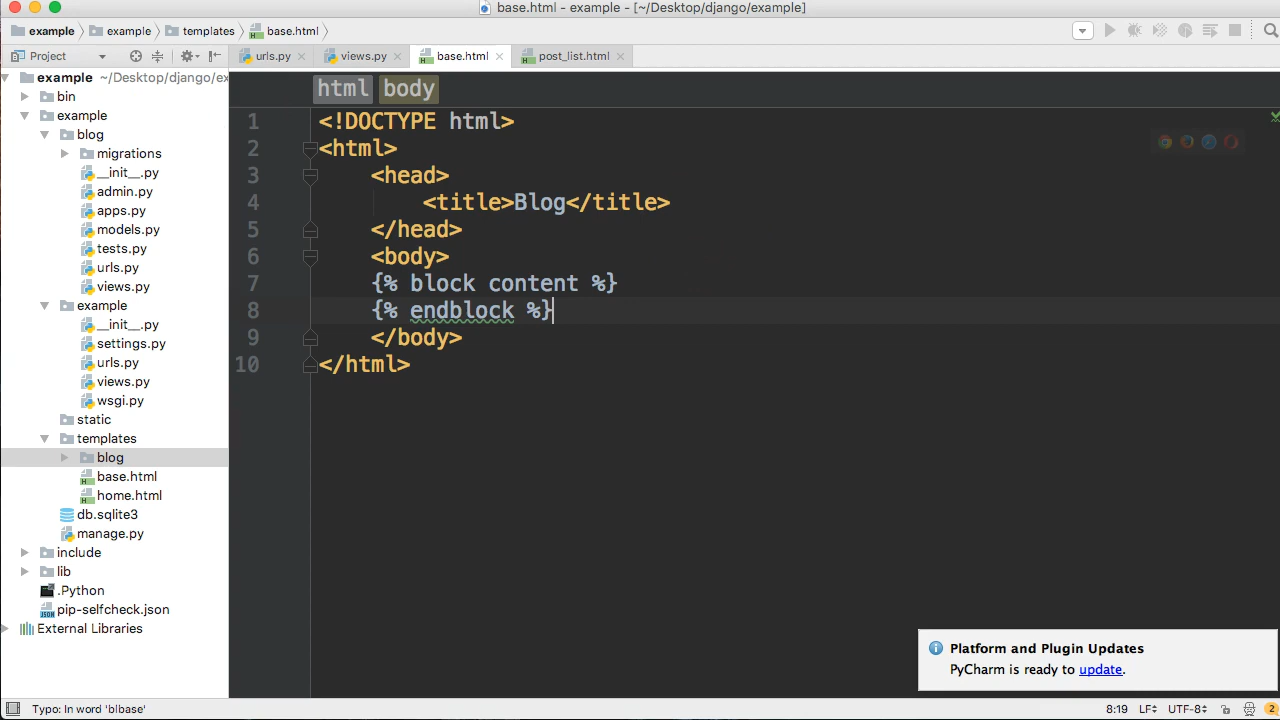 base.html - example - [~/Desktop/django/example]
example example templates base.html
Project urls.py views.py base.html post_list.html
example ~/Desktop/django/ex
bin
example
blog
migrations
__init__.py
admin.py
apps.py
models.py
tests.py
urls.py
views.py
example
__init__.py
settings.py
urls.py
views.py
wsgi.py
static
templates
blog
base.html
home.html
db.sqlite3
manage.py
include
lib
.Python
pip-selfcheck.json
External Libraries
html body
1 <!DOCTYPE html>
2 <html>
3 <head>
4 <title>Blog</title>
5 </head>
6 <body>
7 {% block content %}
8 {% endblock %}
9 </body>
10 </html>
Platform and Plugin Updates
PyCharm is ready to update.
Typo: In word 'blbase' 8:19 LF UTF-8 2